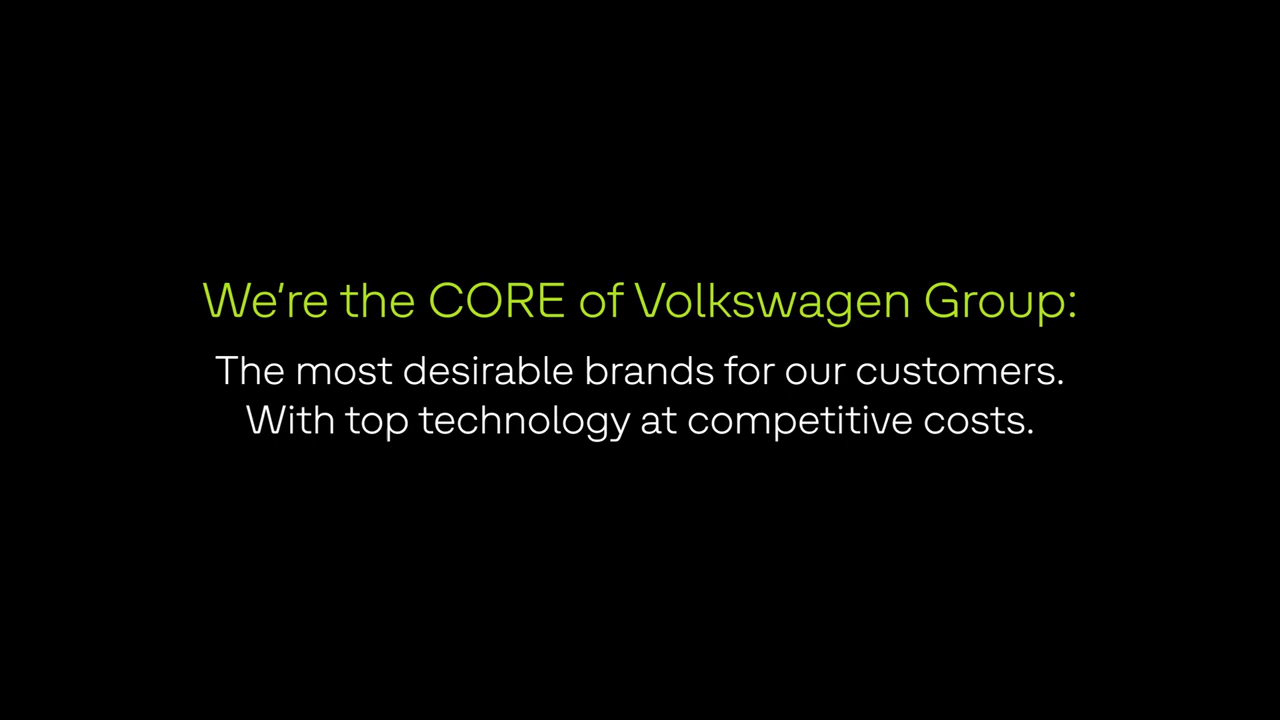 We’re the CORE of Volkswagen Group:
The most desirable brands for our customers.
With top technology at competitive costs.